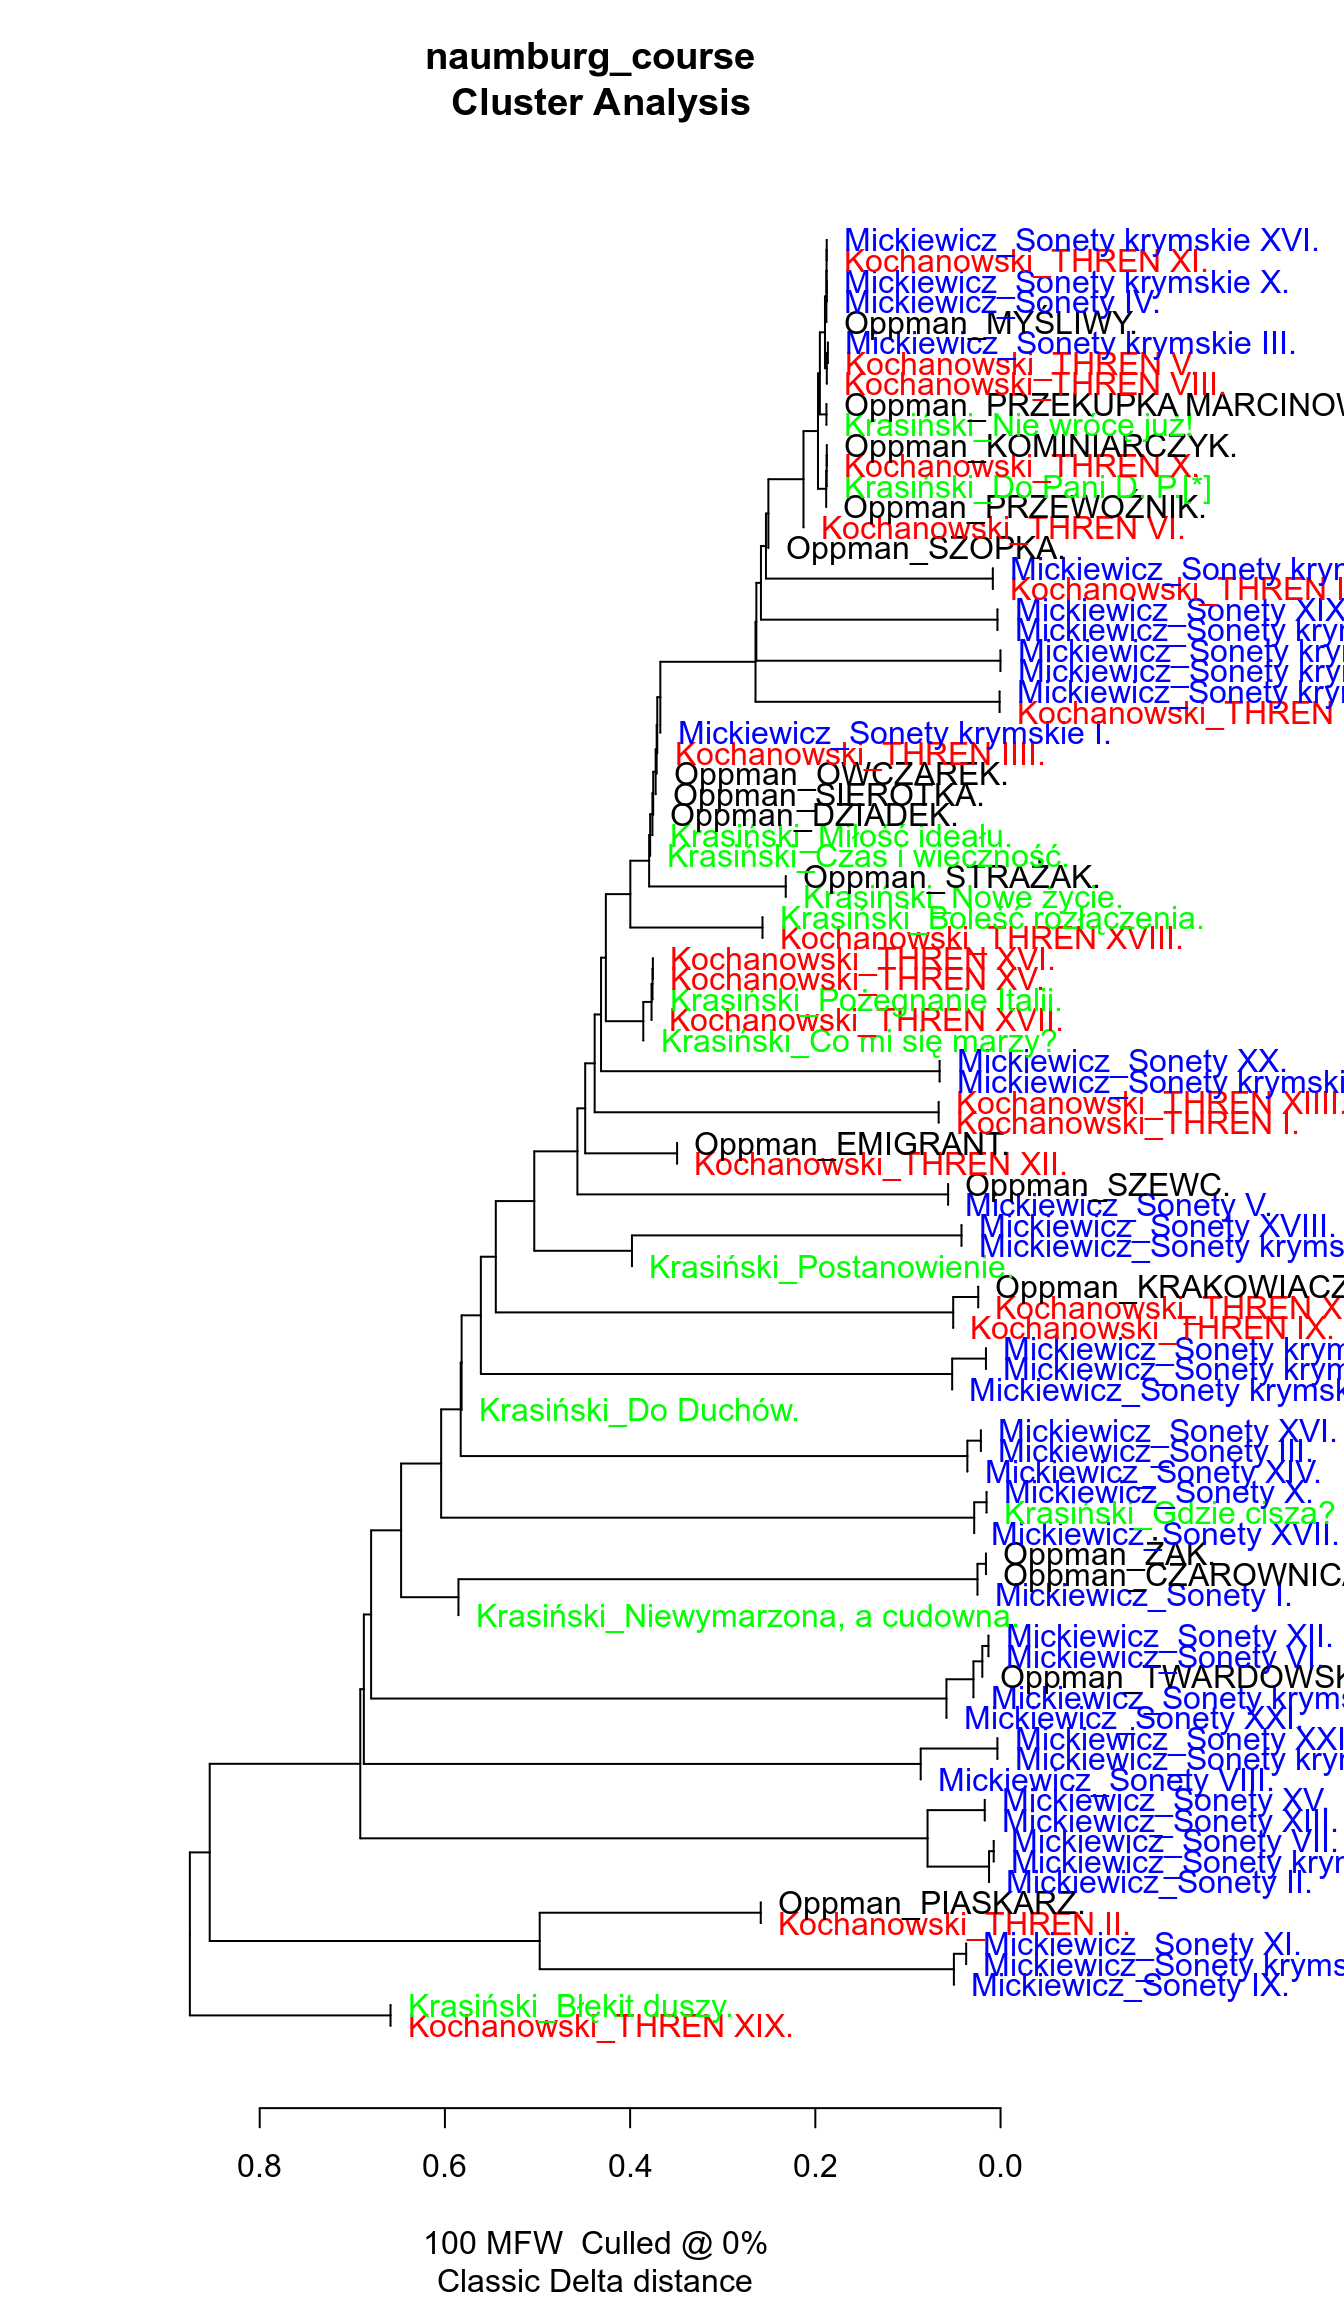 naumburg_course
Cluster Analysis
Mickiewicz_Sonety krymskie XVI.
Kochanowski_THREN XI.
Mickiewicz_Sonety krymskie X.
Mickiewicz_Sonety IV.
Oppman_MYŚLIWY.
Mickiewicz_Sonety krymskie III.
Kochanowski_THREN V.
Kochanowski_THREN VIII.
Oppman_PRZEKUPKA MARCINOW
Krasiński_Nie wrócę już!
Oppman_KOMINIARCZYK.
Kochanowski_THREN X.
Krasiński_Do Pani D. P.[*]
Oppman_PRZEWOŹNIK.
Kochanowski_THREN VI.
Oppman_SZOPKA.
Mickiewicz_Sonety krym
Kochanowski_THREN I
Mickiewicz_Sonety XIX
Mickiewicz_Sonety kry
Mickiewicz_Sonety kry
Mickiewicz_Sonety kry
Mickiewicz_Sonety kry
Kochanowski_THREN
Mickiewicz_Sonety krymskie I.
Kochanowski_THREN IIII.
Oppman_OWCZAREK.
Oppman_SIEROTKA.
Oppman_DZIADEK.
Krasiński_Miłość ideału.
Krasiński_Czas i wieczność.
Oppman_STRAŻAK.
Krasiński_Nowe życie.
Krasiński_Boleść rozłączenia.
Kochanowski_THREN XVIII.
Kochanowski_THREN XVI.
Kochanowski_THREN XV.
Krasiński_Pożegnanie Italii.
Kochanowski_THREN XVII.
Krasiński_Co mi się marzy?
Mickiewicz_Sonety XX.
Mickiewicz_Sonety krymski
Kochanowski_THREN XIIII.
Kochanowski_THREN I.
Oppman_EMIGRANT.
Kochanowski_THREN XII.
Oppman_SZEWC.
Mickiewicz_Sonety V.
Mickiewicz_Sonety XVIII.
Mickiewicz_Sonety kryms
Krasiński_Postanowienie.
Oppman_KRAKOWIACZ
Kochanowski_THREN X
Kochanowski_THREN IX.
Mickiewicz_Sonety krym
Mickiewicz_Sonety krym
Mickiewicz_Sonety krymsk
Krasiński_Do Duchów.
Mickiewicz_Sonety XVI.
Mickiewicz_Sonety III.
Mickiewicz_Sonety XIV.
Mickiewicz_Sonety X.
Krasiński_Gdzie cisza?
Mickiewicz_Sonety XVII.
Oppman_ŻAK.
Oppman_CZAROWNICA
Mickiewicz_Sonety I.
Krasiński_Niewymarzona, a cudowna.
Mickiewicz_Sonety XII.
Mickiewicz_Sonety VI.
Oppman_TWARDOWSK
Mickiewicz_Sonety kryms
Mickiewicz_Sonety XXI.
Mickiewicz_Sonety XXI
Mickiewicz_Sonety kry
Mickiewicz_Sonety VIII.
Mickiewicz_Sonety XV.
Mickiewicz_Sonety XIII.
Mickiewicz_Sonety VII.
Mickiewicz_Sonety kry
Mickiewicz_Sonety II.
Oppman_PIASKARZ.
Kochanowski_THREN II.
Mickiewicz_Sonety XI.
Mickiewicz_Sonety kryms
Mickiewicz_Sonety IX.
Krasiński_Błękit duszy.
Kochanowski_THREN XIX.
0.8 0.6 0.4 0.2 0.0
100 MFW Culled @ 0%
Classic Delta distance